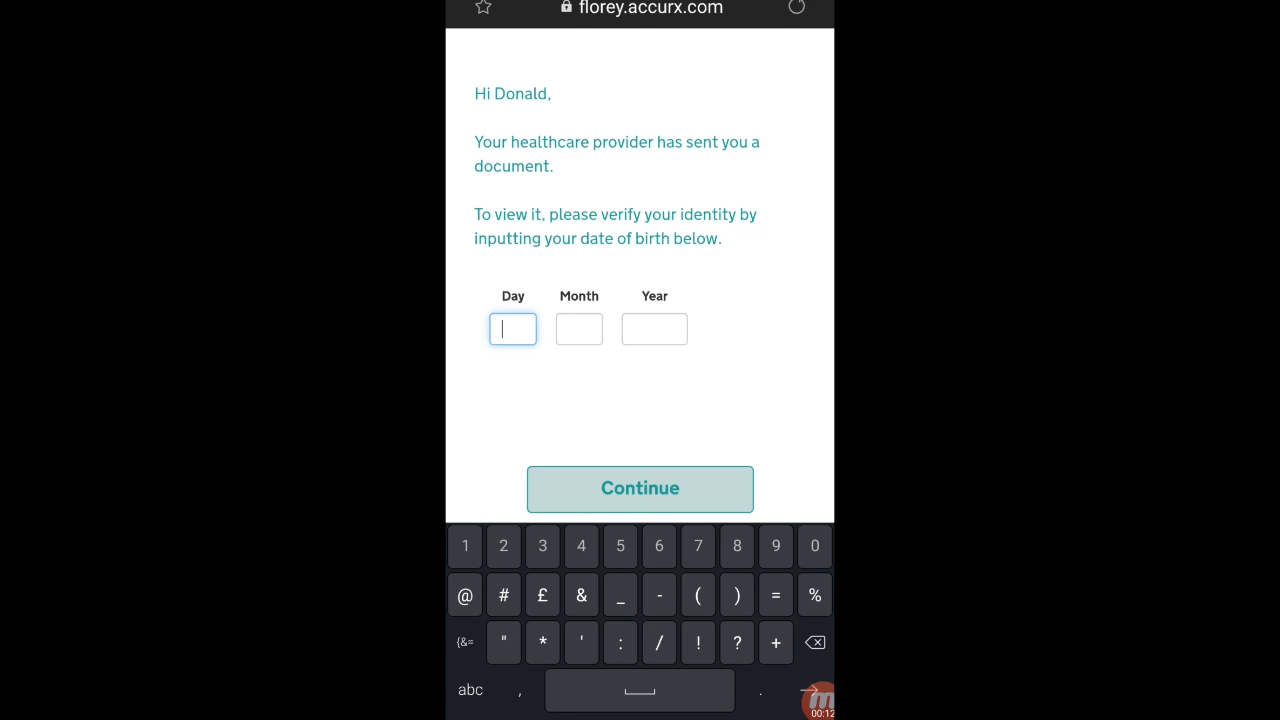 florey.accurx.com
Hi Donald,
Your healthcare provider has sent you a
document.
To view it, please verify your identity by
inputting your date of birth below.
Day Month Year
Continue
1 2 3 4 5 6 7 8 9 0
@ # £ & _ - ( ) = %
{&= " * ' : / ! ? +
abc , .
00:12